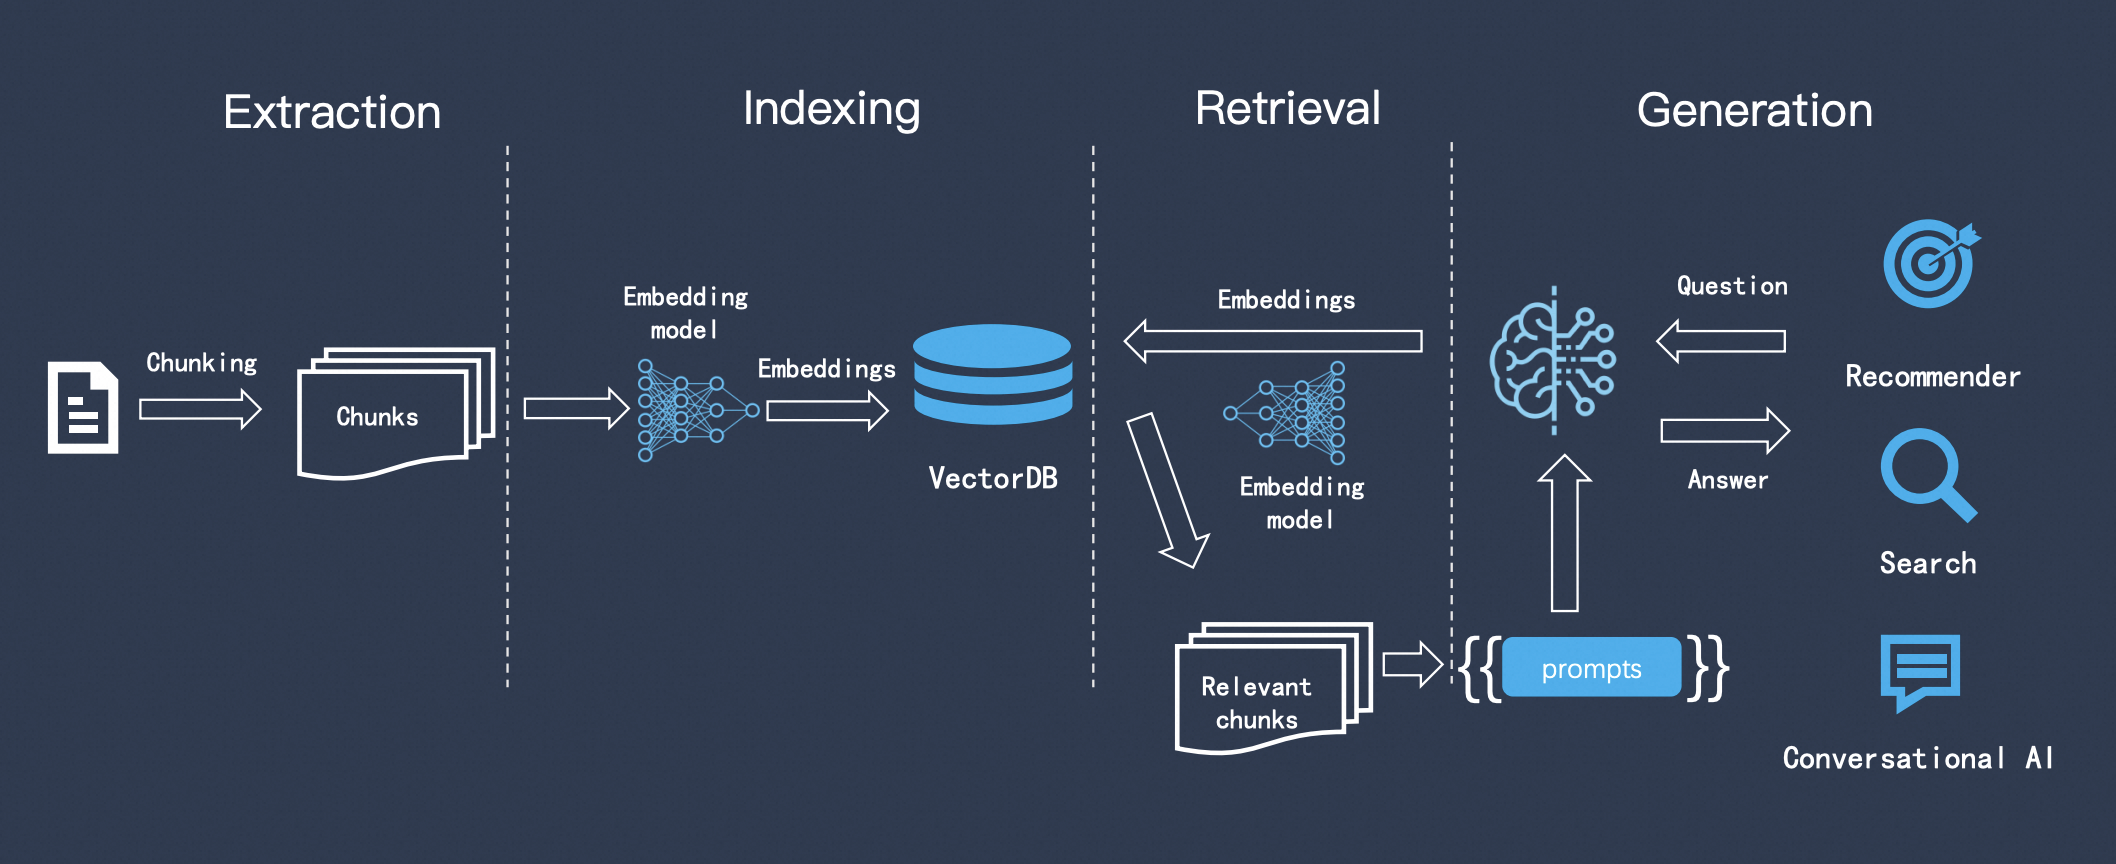 Extraction
Indexing
Retrieval
Generation
Chunking
Chunks
Embedding
model
Embeddings
VectorDB
Embeddings
Embedding
model
Relevant
chunks
{{ prompts }}
Question
Answer
Recommender
Search
Conversational AI